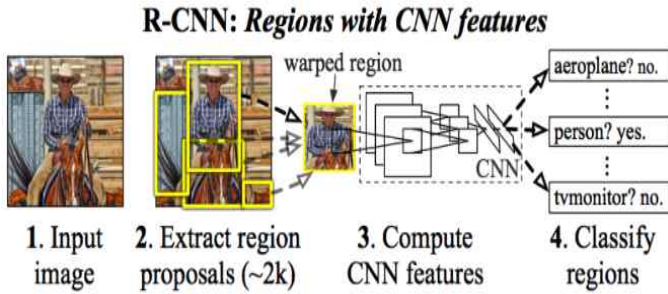 R-CNN: Regions with CNN features
warped region
aeroplane? no.
⋮
person? yes.
⋮
tvmonitor? no.
CNN
1. Input
image
2. Extract region
proposals (~2k)
3. Compute
CNN features
4. Classify
regions